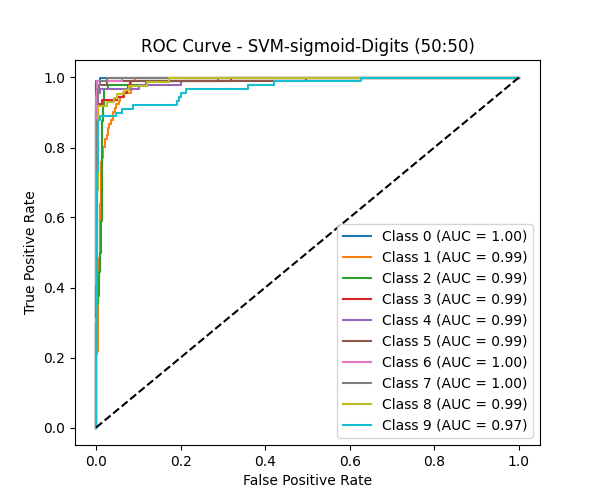 ROC Curve - SVM-sigmoid-Digits (50:50)
True Positive Rate
1.0
0.8
0.6
0.4
0.2
0.0
0.0 0.2 0.4 0.6 0.8 1.0
False Positive Rate
Class 0 (AUC = 1.00)
Class 1 (AUC = 0.99)
Class 2 (AUC = 0.99)
Class 3 (AUC = 0.99)
Class 4 (AUC = 0.99)
Class 5 (AUC = 0.99)
Class 6 (AUC = 1.00)
Class 7 (AUC = 1.00)
Class 8 (AUC = 0.99)
Class 9 (AUC = 0.97)